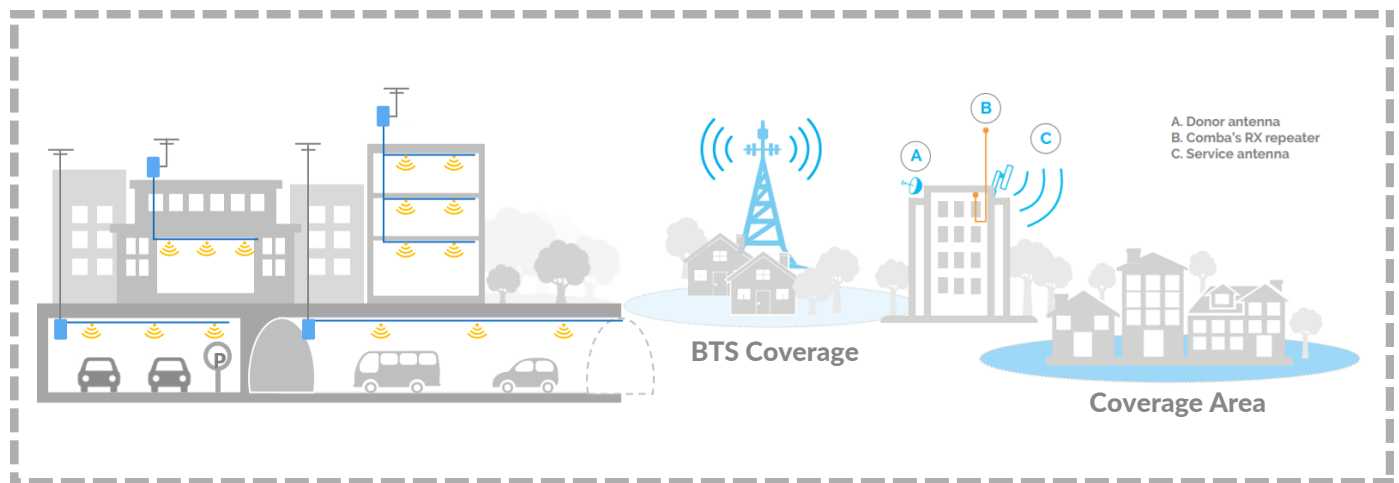 B
A
C
A. Donor antenna
B. Comba's RX repeater
C. Service antenna
P
BTS Coverage
Coverage Area